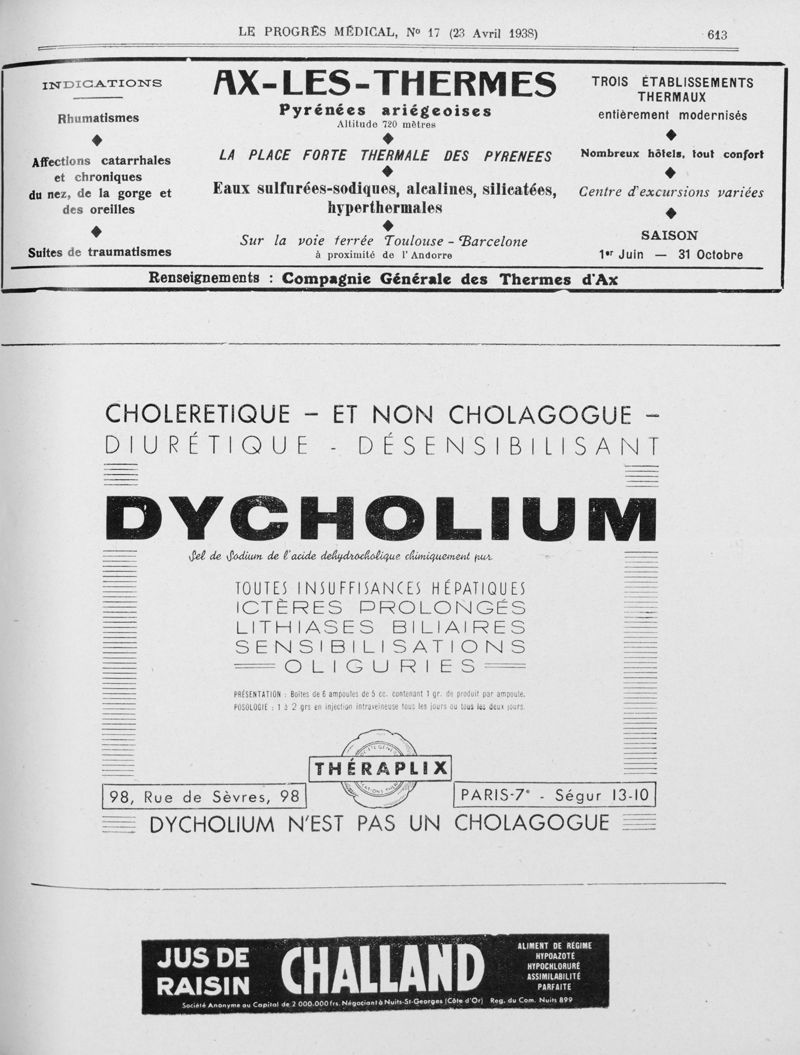 LE PROGRÈS MÉDICAL, No 17 (23 Avril 1938)
613
INDICATIONS
Rhumatismes
Affections catarrhales
et chroniques
du nez, de la gorge et
des oreilles
Suites de traumatismes
AX-LES-THERMES
Pyrénées ariégeoises
Altitude 720 mètres
LA PLACE FORTE THERMALE DES PYRENEES
Eaux sulfurées-sodiques, alcalines, silicatées,
hyperthermales
Sur la voie ferrée Toulouse - Barcelone
à proximité de l'Andorre
TROIS ÉTABLISSEMENTS
THERMAUX
entièrement modernisés
Nombreux hôtels, tout confort
Centre d'excursions variées
SAISON
1er Juin — 31 Octobre
Renseignements : Compagnie Générale des Thermes d'Ax
CHOLERETIQUE - ET NON CHOLAGOGUE -
DIURÉTIQUE - DÉSENSIBILISANT
DYCHOLIUM
Sel de Sodium de l'acide dehydrocholique chimiquement pur.
TOUTES INSUFFISANCES HÉPATIQUES
ICTÈRES PROLONGÉS
LITHIASES BILIAIRES
SENSIBILISATIONS
OLIGURIES
PRÉSENTATION : Boîtes de 6 ampoules de 5 cc. contenant 1 gr. de produit par ampoule.
POSOLOGIE : 1 à 2 grs en injection intraveineuse tous les jours ou tous les deux jours.
THÉRAPLIX
98, Rue de Sèvres, 98
PARIS-7e - Ségur 13-10
DYCHOLIUM N'EST PAS UN CHOLAGOGUE
JUS DE
RAISIN
CHALLAND
ALIMENT DE RÉGIME
HYPOAZOTÉ
HYPOCHLORURÉ
ASSIMILABILITÉ
PARFAITE
Société Anonyme au Capital de 2.000.000 frs. Négociant à Nuits-St-Georges (Côte d'Or) Reg. du Com. Nuits 899